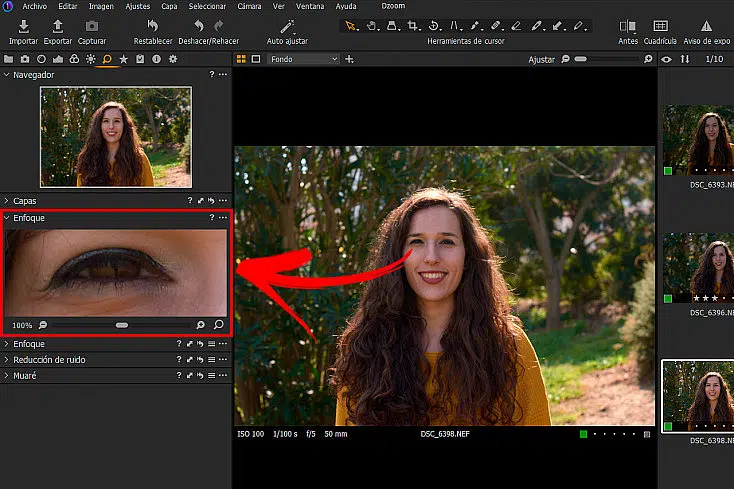 Archivo Editar Imagen Ajustes Capa Seleccionar Cámara Ver Ventana Ayuda Dzoom
Importar Exportar Capturar Restablecer Deshacer/Rehacer Auto ajustar Herramientas de cursor Antes Cuadrícula Aviso de expo
Fondo Ajustar 1/10
Navegador
Capas
Enfoque
100%
Enfoque
Reducción de ruido
Muaré
ISO 100 1/100 s f/5 50 mm DSC_6398.NEF
DSC_6393.NEF
DSC_6396.NEF
DSC_6398.NEF